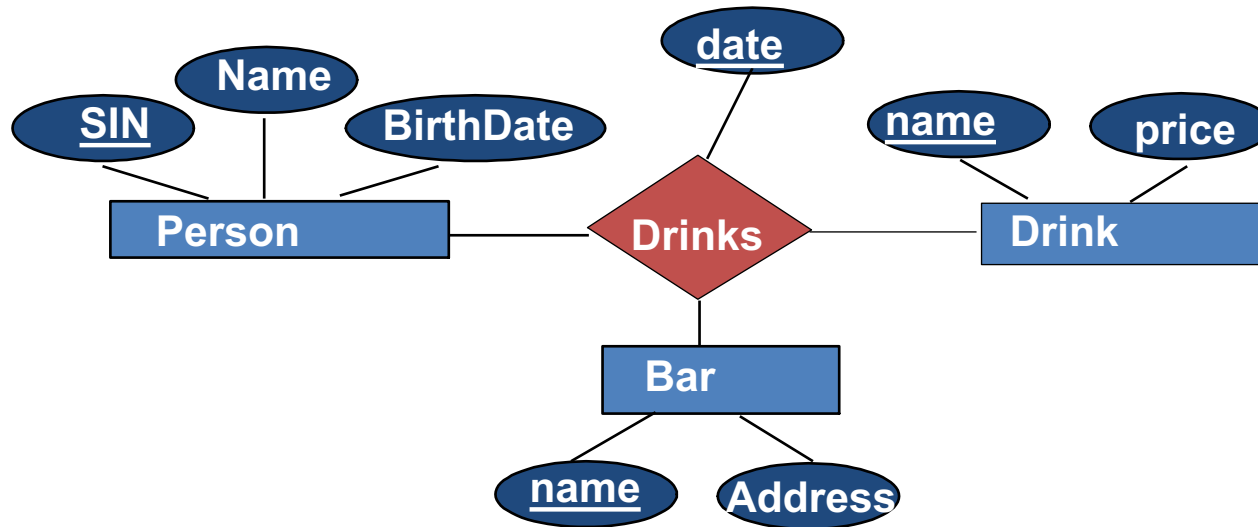 date
Name
SIN
BirthDate
name
price
Person
Drinks
Drink
Bar
name
Address